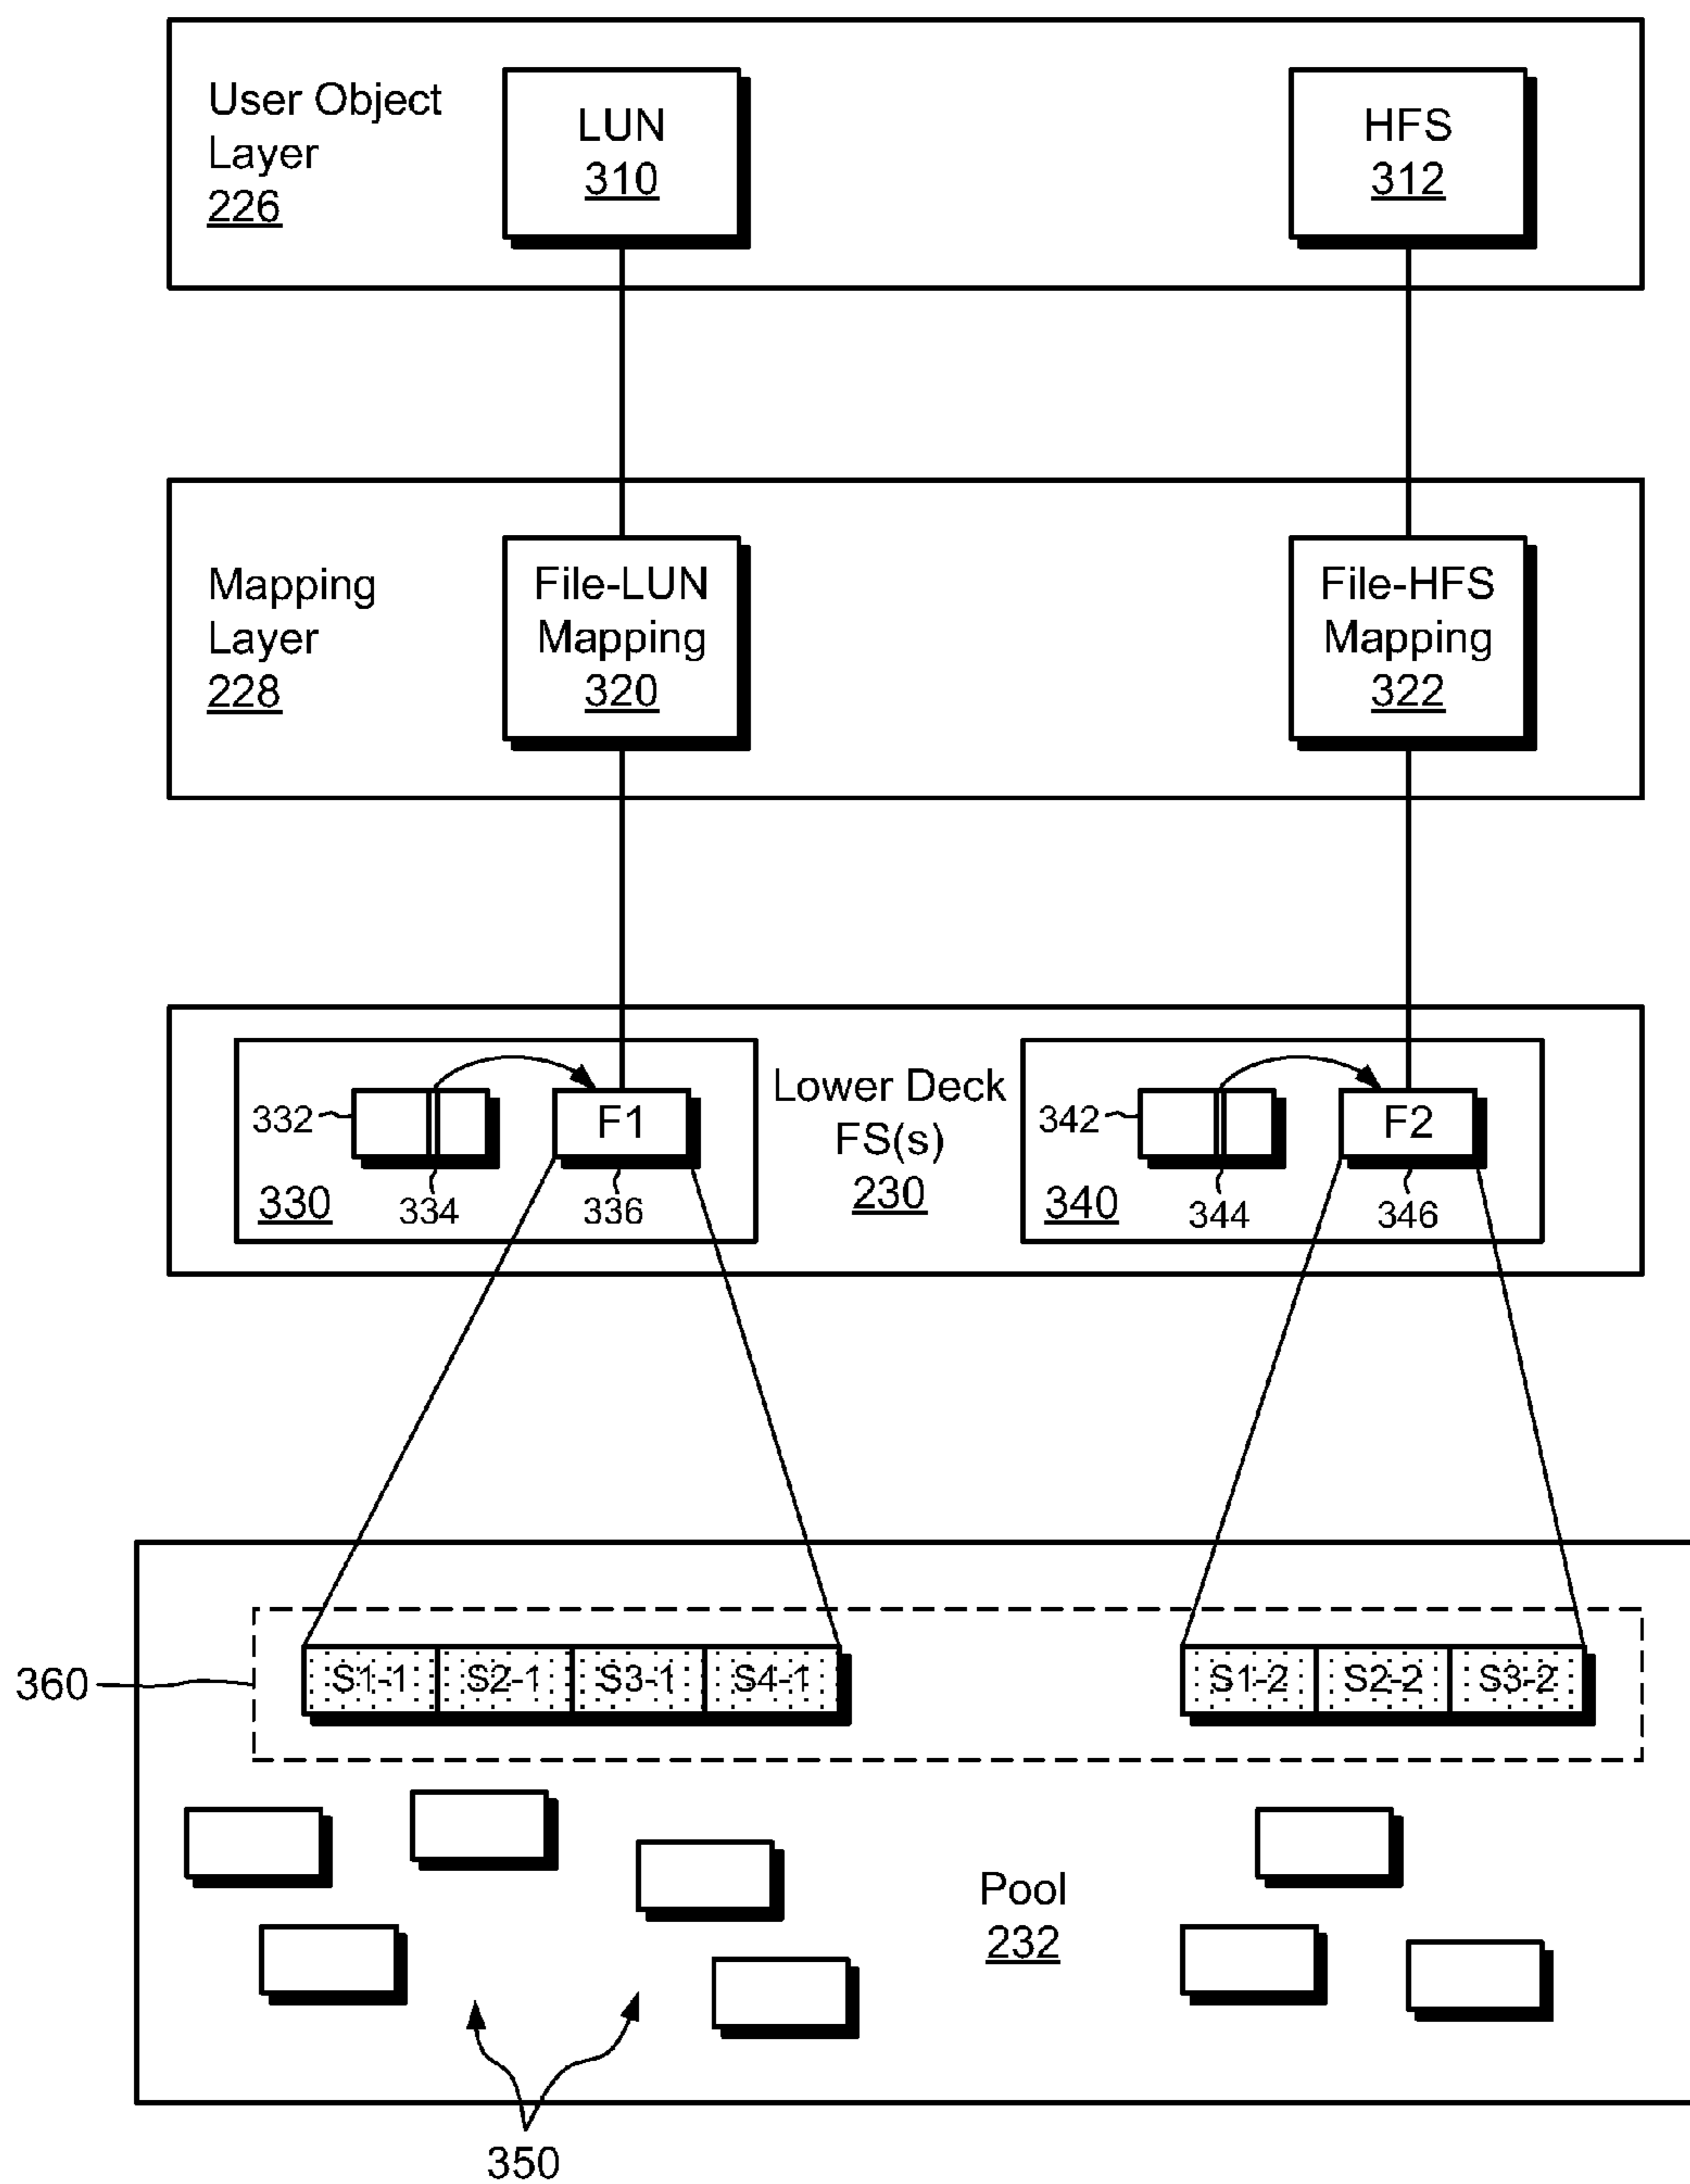 User Object
Layer
226
LUN
310
HFS
312
Mapping
Layer
228
File-LUN
Mapping
320
File-HFS
Mapping
322
332
334
F1
336
330
Lower Deck
FS(s)
230
342
344
F2
346
340
360
S1-1
S2-1
S3-1
S4-1
S1-2
S2-2
S3-2
Pool
232
350